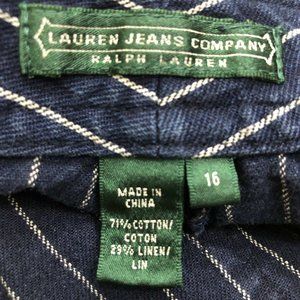 LAUREN JEANS COMPANY
RALPH LAUREN
16
MADE IN
CHINA
71% COTTON/
COTON
29% LINEN/
LIN